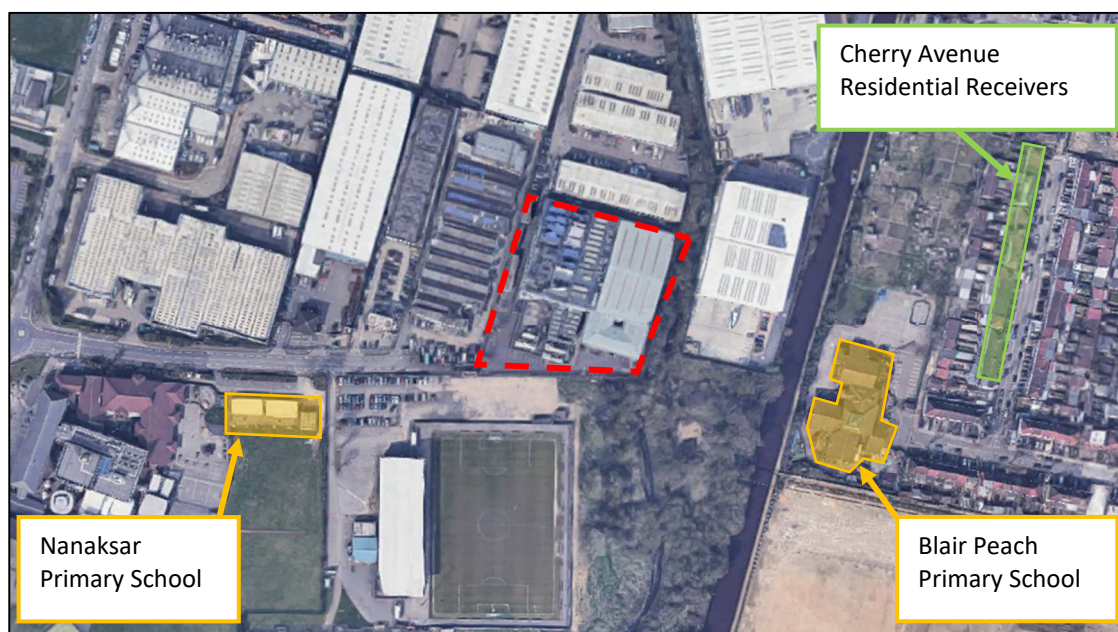 Cherry Avenue
Residential Receivers
Nanaksar
Primary School
Blair Peach
Primary School